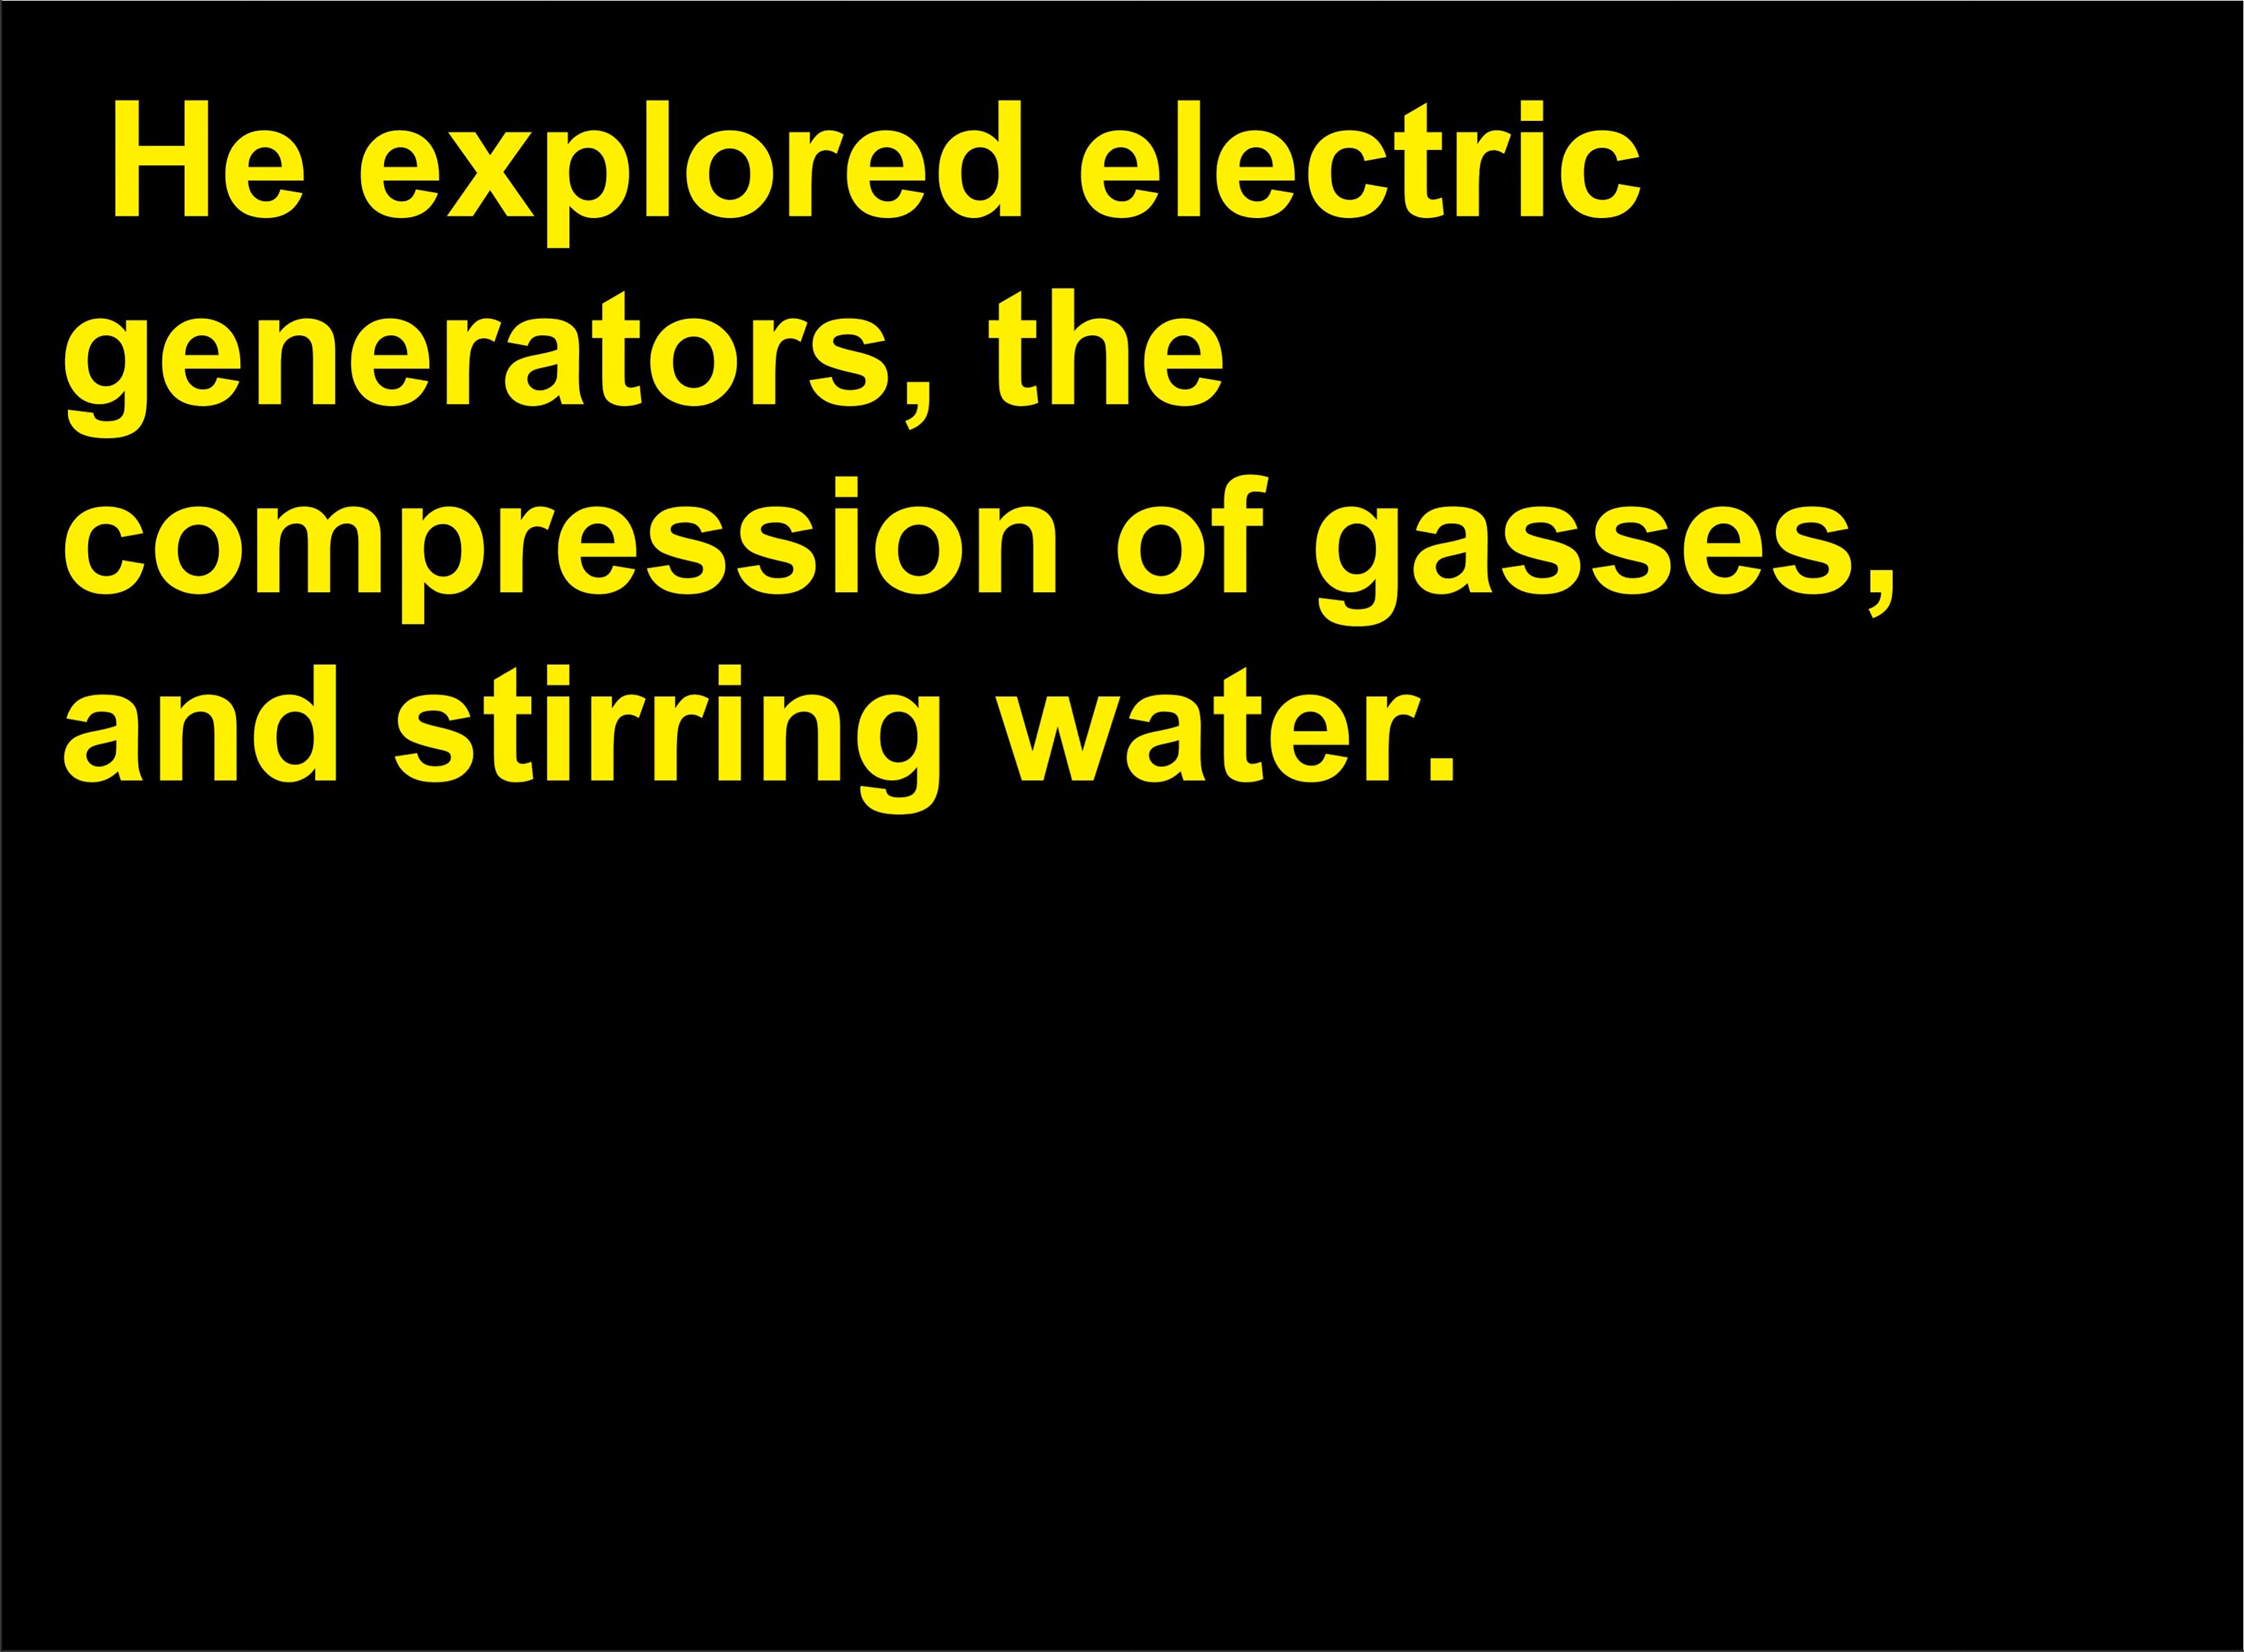 He explored electric
generators, the
compression of gasses,
and stirring water.